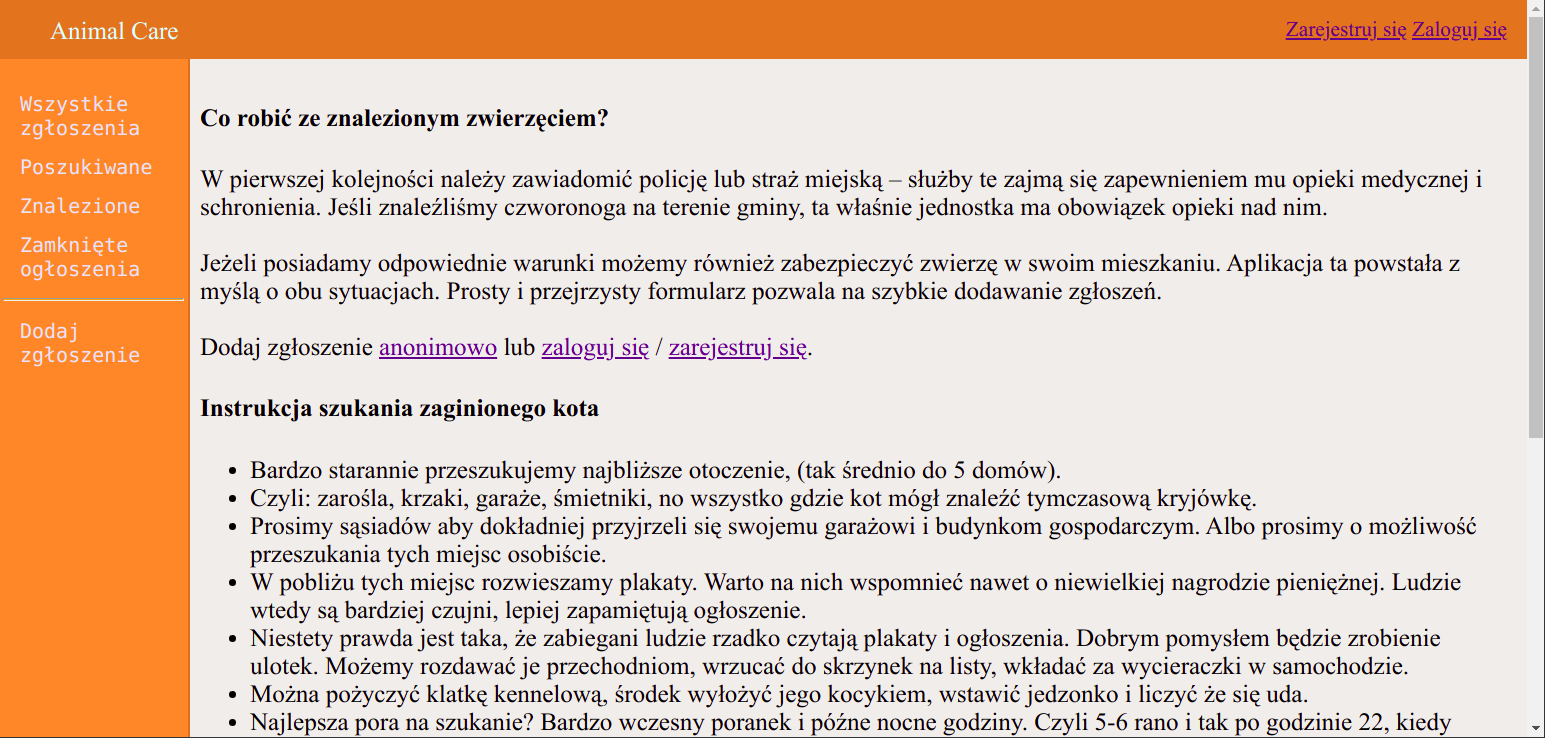 Animal Care
Zarejestruj się Zaloguj się
Wszystkie
zgłoszenia
Poszukiwane
Znalezione
Zamknięte
ogłoszenia
Dodaj
zgłoszenie
Co robić ze znalezionym zwierzęciem?
W pierwszej kolejności należy zawiadomić policję lub straż miejską – służby te zajmą się zapewnieniem mu opieki medycznej i
schronienia. Jeśli znaleźliśmy czworonoga na terenie gminy, ta właśnie jednostka ma obowiązek opieki nad nim.
Jeżeli posiadamy odpowiednie warunki możemy również zabezpieczyć zwierzę w swoim mieszkaniu. Aplikacja ta powstała z
myślą o obu sytuacjach. Prosty i przejrzysty formularz pozwala na szybkie dodawanie zgłoszeń.
Dodaj zgłoszenie anonimowo lub zaloguj się / zarejestruj się.
Instrukcja szukania zaginionego kota
• Bardzo starannie przeszukujemy najbliższe otoczenie, (tak średnio do 5 domów).
• Czyli: zarośla, krzaki, garaże, śmietniki, no wszystko gdzie kot mógł znaleźć tymczasową kryjówkę.
• Prosimy sąsiadów aby dokładniej przyjrzeli się swojemu garażowi i budynkom gospodarczym. Albo prosimy o możliwość
przeszukania tych miejsc osobiście.
• W pobliżu tych miejsc rozwieszamy plakaty. Warto na nich wspomnieć nawet o niewielkiej nagrodzie pieniężnej. Ludzie
wtedy są bardziej czujni, lepiej zapamiętują ogłoszenie.
• Niestety prawda jest taka, że zabiegani ludzie rzadko czytają plakaty i ogłoszenia. Dobrym pomysłem będzie zrobienie
ulotek. Możemy rozdawać je przechodniom, wrzucać do skrzynek na listy, wkładać za wycieraczki w samochodzie.
• Można pożyczyć klatkę kennelową, środek wyłożyć jego kocykiem, wstawić jedzonko i liczyć że się uda.
• Najlepsza pora na szukanie? Bardzo wczesny poranek i późne nocne godziny. Czyli 5-6 rano i tak po godzinie 22, kiedy